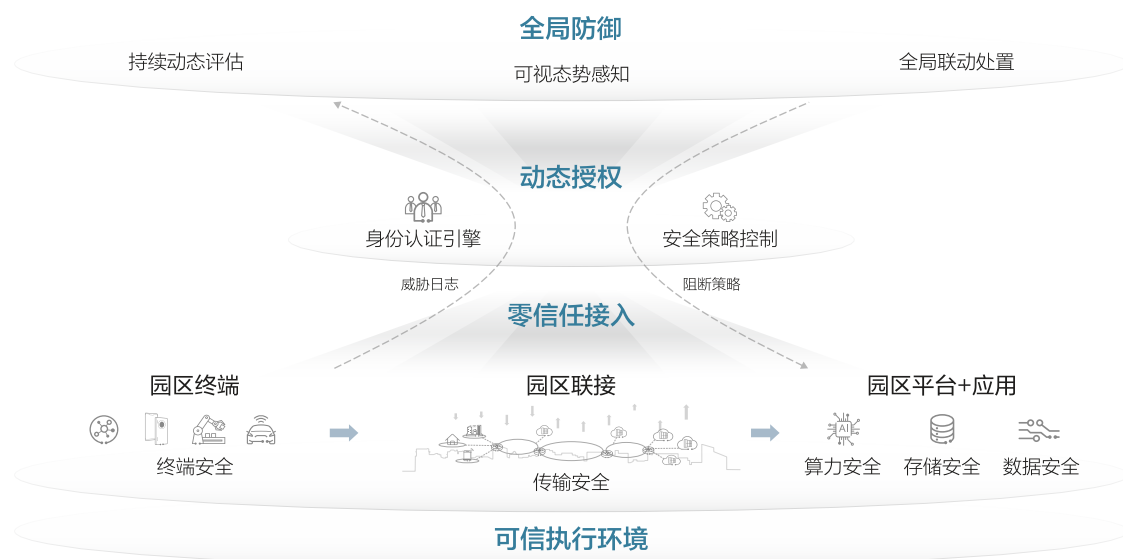 全局防御
持续动态评估
可视态势感知
全局联动处置
动态授权
身份认证引擎
安全策略控制
威胁日志
阻断策略
零信任接入
园区终端
园区联接
园区平台+应用
AI
终端安全
传输安全
算力安全
存储安全
数据安全
可信执行环境